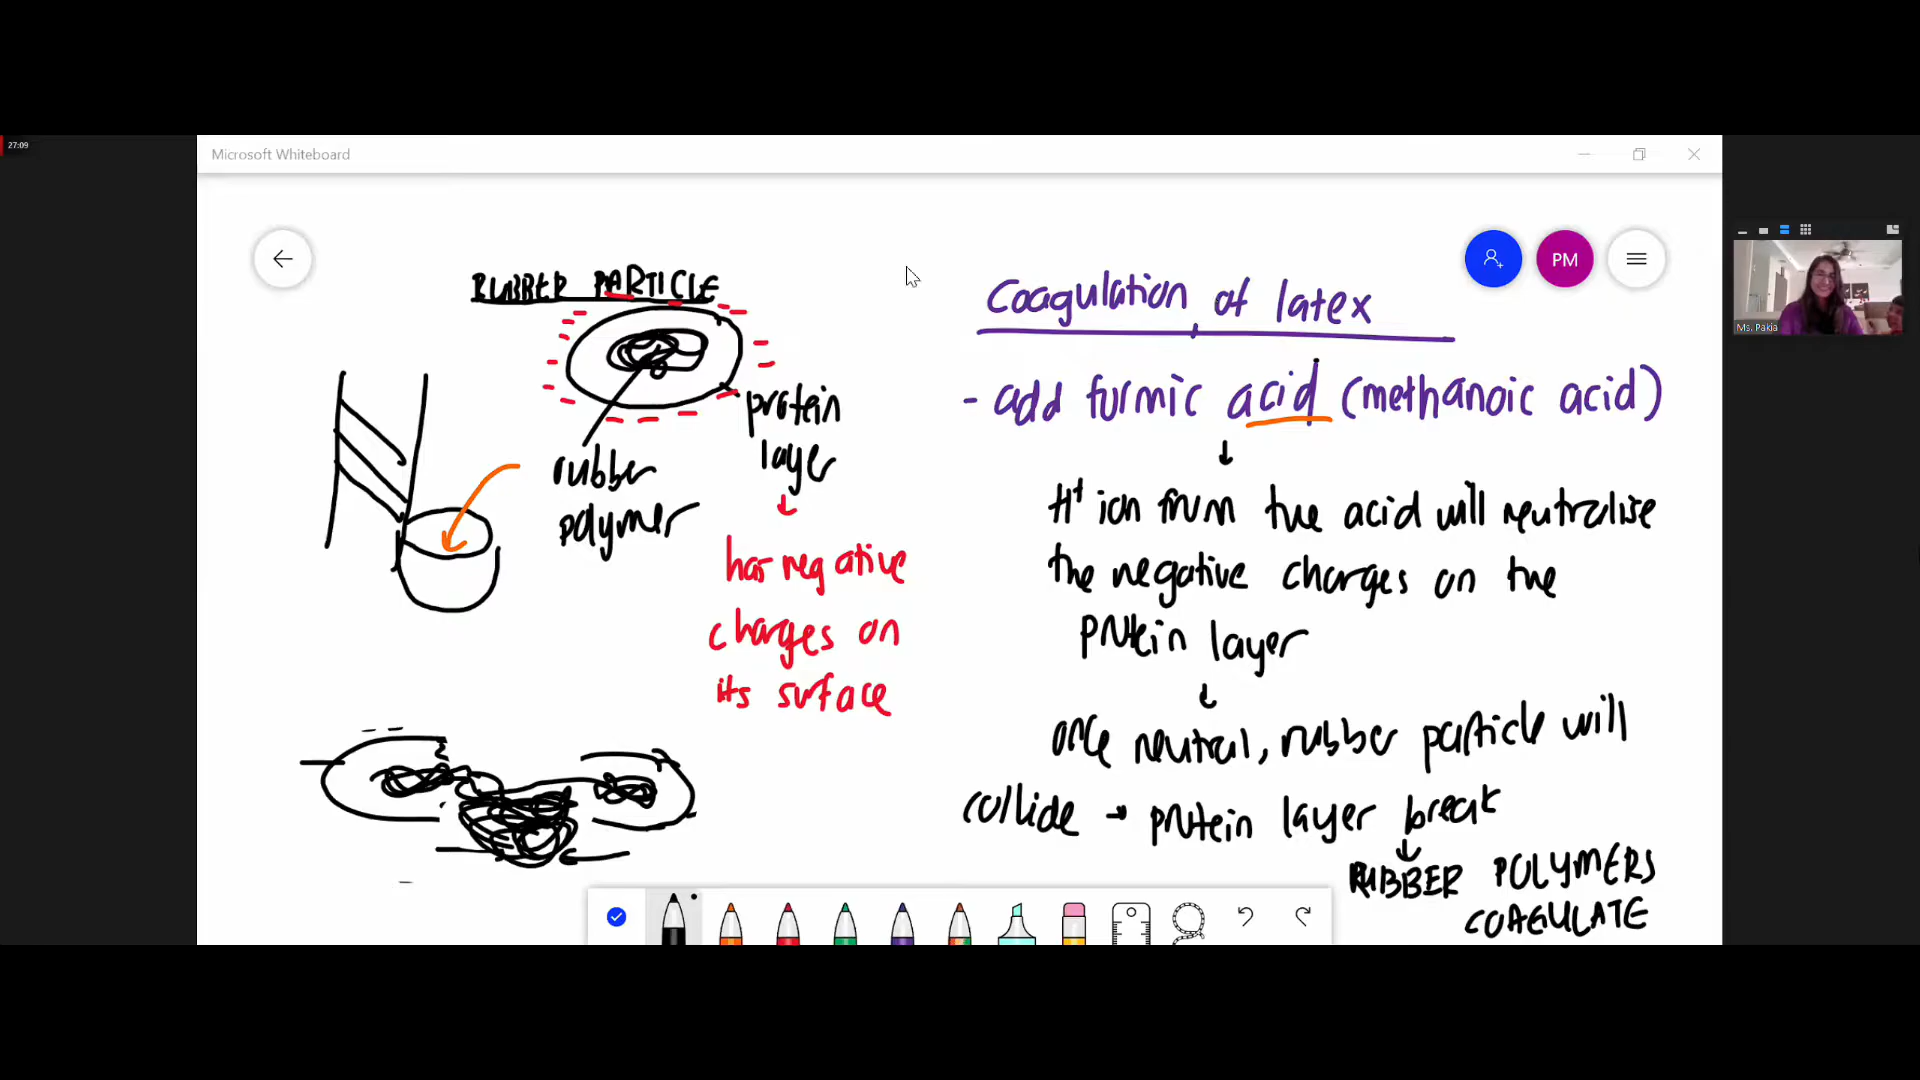 27:09
Microsoft Whiteboard
PM
Ms. Pakia
RUBBER PARTICLE
protein
layer
rubber
polymer
has negative
charges on
its surface
Coagulation of latex
- add formic acid (methanoic acid)
H+ ion from the acid will neutralise
the negative charges on the
protein layer
once neutral, rubber particle will
collide → protein layer break
RUBBER POLYMERS
COAGULATE